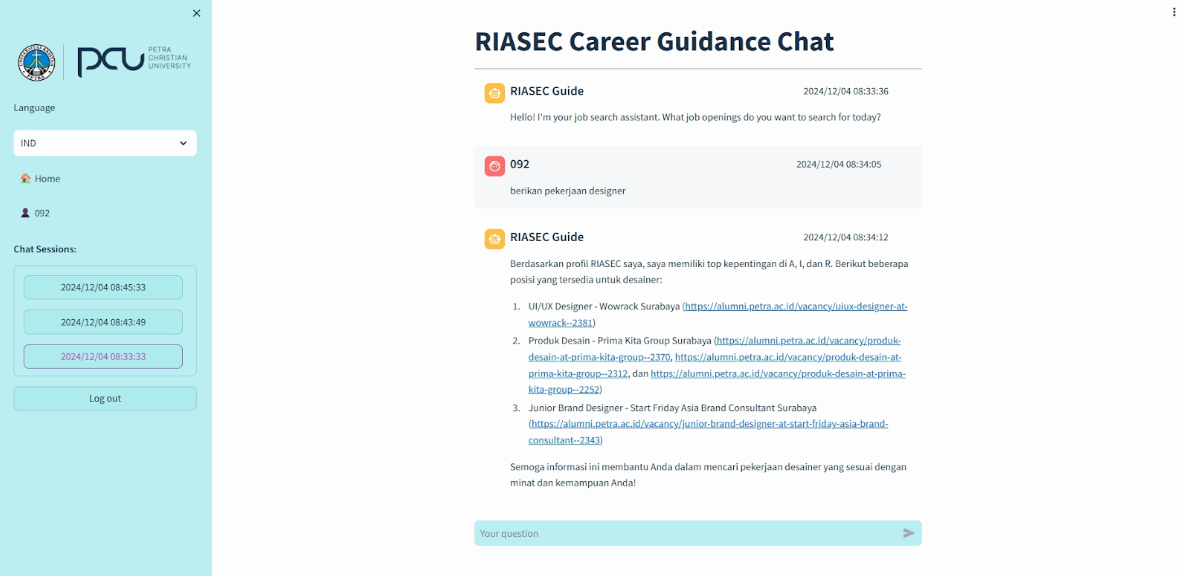 PCU
PETRA
CHRISTIAN
UNIVERSITY
Language
IND
Home
092
Chat Sessions:
2024/12/04 08:45:33
2024/12/04 08:43:49
2024/12/04 08:33:33
Log out
RIASEC Career Guidance Chat
RIASEC Guide 2024/12/04 08:33:36
Hello! I'm your job search assistant. What job openings do you want to search for today?
092 2024/12/04 08:34:05
berikan pekerjaan designer
RIASEC Guide 2024/12/04 08:34:12
Berdasarkan profil RIASEC saya, saya memiliki top kepentingan di A, I, dan R. Berikut beberapa
posisi yang tersedia untuk desainer:
1. UI/UX Designer - Wowrack Surabaya (https://alumni.petra.ac.id/vacancy/uiux-designer-at-
wowrack--2381)
2. Produk Desain - Prima Kita Group Surabaya (https://alumni.petra.ac.id/vacancy/produk-
desain-at-prima-kita-group--2370, https://alumni.petra.ac.id/vacancy/produk-desain-at-
prima-kita-group--2312, dan https://alumni.petra.ac.id/vacancy/produk-desain-at-prima-
kita-group--2252)
3. Junior Brand Designer - Start Friday Asia Brand Consultant Surabaya
(https://alumni.petra.ac.id/vacancy/junior-brand-designer-at-start-friday-asia-brand-
consultant--2343)
Semoga informasi ini membantu Anda dalam mencari pekerjaan desainer yang sesuai dengan
minat dan kemampuan Anda!
Your question